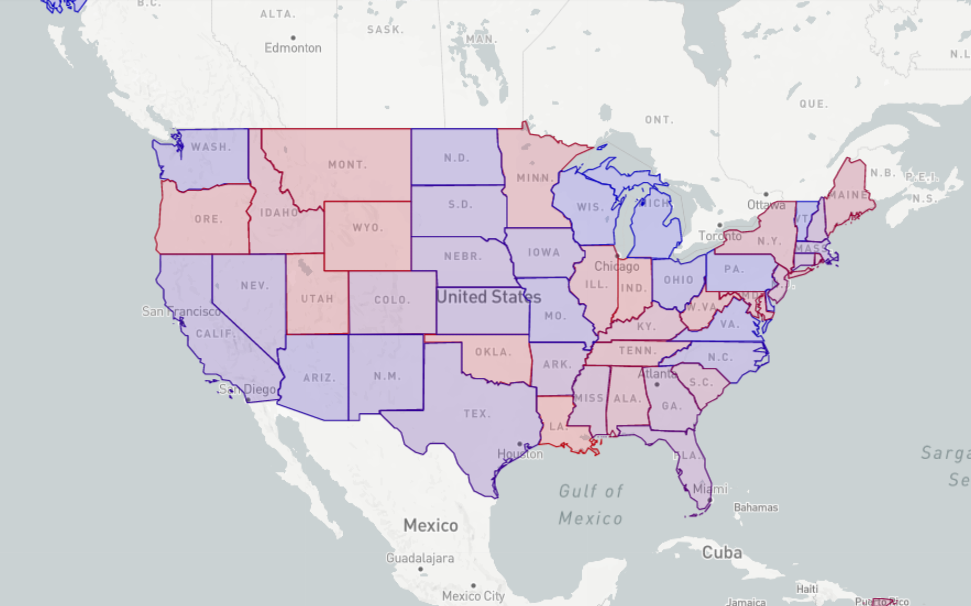 B.C.
ALTA.
SASK.
MAN.
Edmonton
N.L
ONT.
QUE.
WASH.
MONT.
N.D.
MINN.
N.B.
P.E.I.
N.S.
MAINE
Ottawa
Toronto
ORE.
IDAHO
WYO.
S.D.
WIS.
MICH
N.Y.
VT.
MASS
NEBR.
IOWA
Chicago
ILL.
IND.
OHIO
PA.
NEV.
UTAH
COLO.
United States
San Francisco
CALIF.
MO.
KY.
W.VA.
VA.
OKLA.
TENN.
N.C.
ARIZ.
N.M.
ARK.
Atlanta
S.C.
San Diego
MISS
ALA.
GA.
TEX.
LA.
Houston
FLA.
Miami
Gulf of
Mexico
Sarga
Se
Bahamas
Mexico
Guadalajara
Cuba
Mexico City
Haiti
Jamaica
Puerto Rico